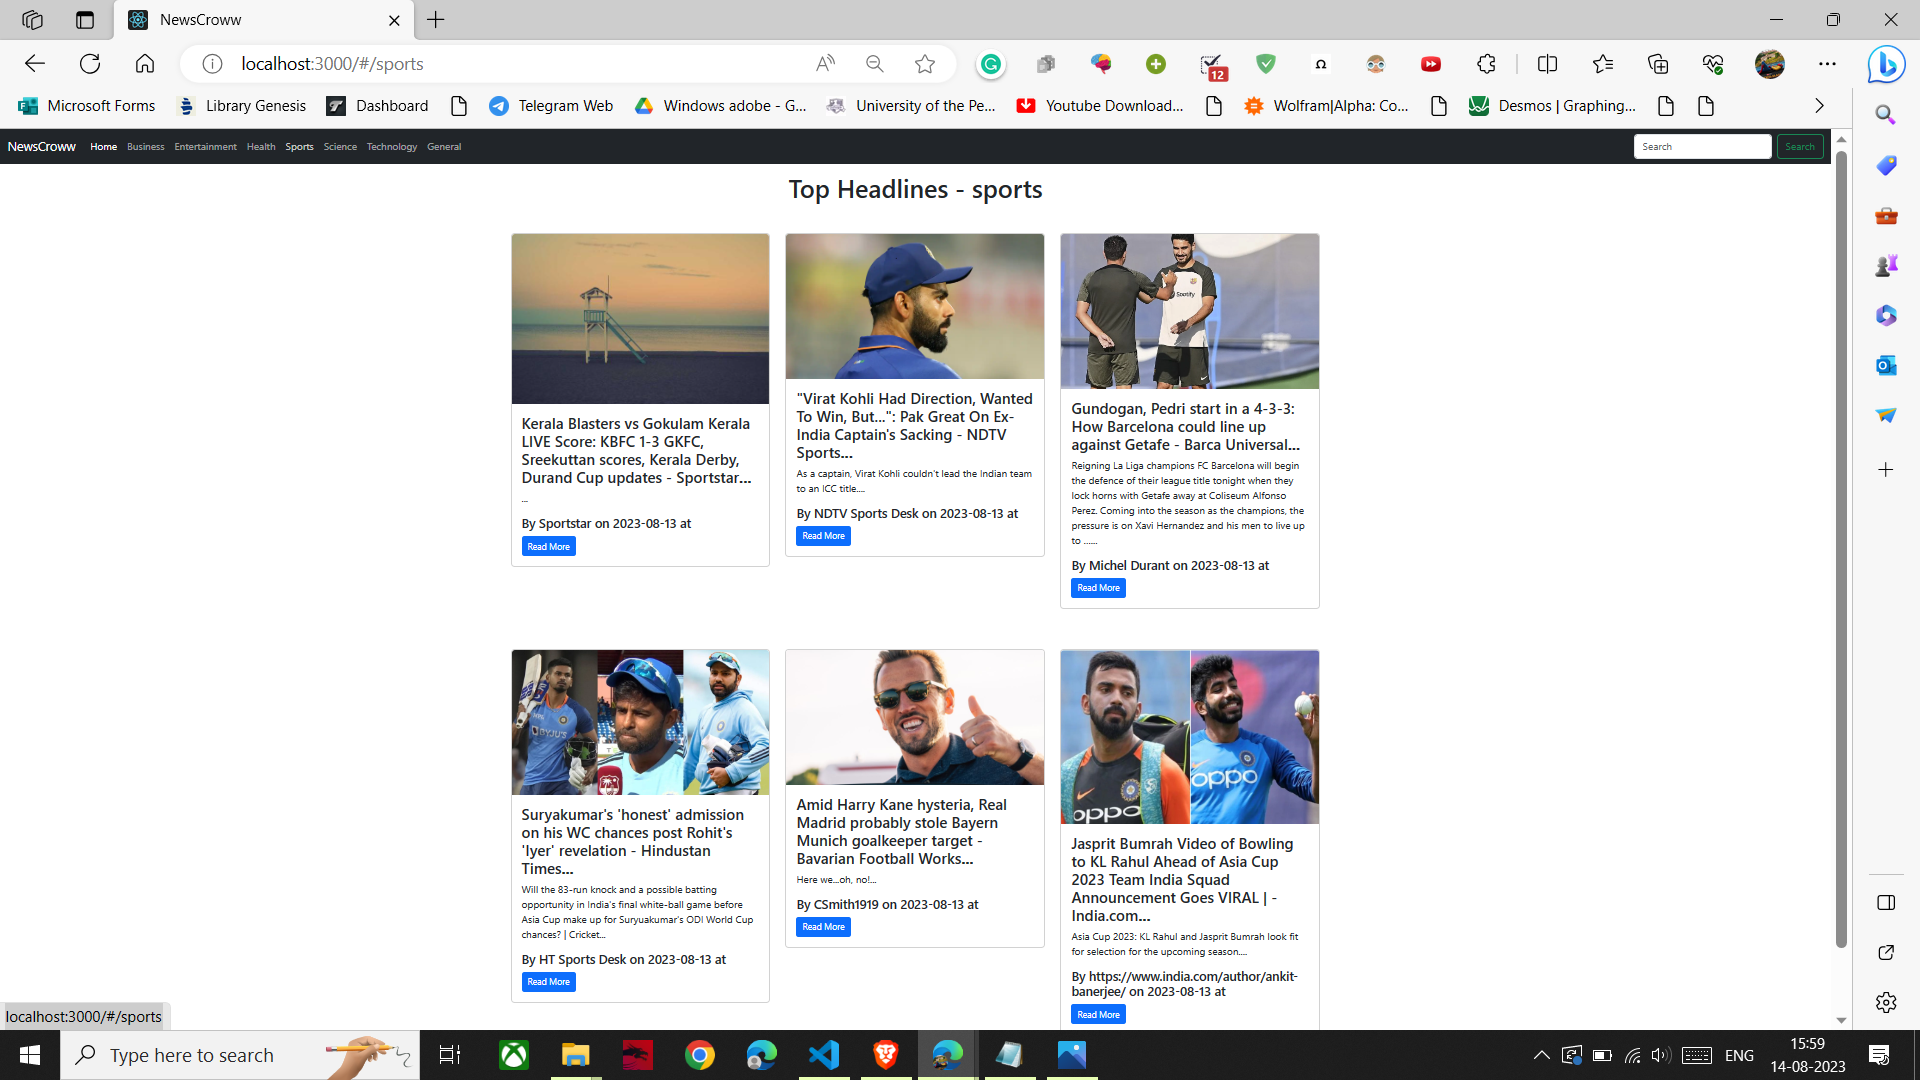 NewsCroww
localhost:3000/#/sports
12
Microsoft Forms
Library Genesis
Dashboard
Telegram Web
Windows adobe - G...
University of the Pe...
Youtube Download...
Wolfram|Alpha: Co...
Desmos | Graphing...
NewsCroww Home Business Entertainment Health Sports Science Technology General Search Search
Top Headlines - sports
Kerala Blasters vs Gokulam Kerala
LIVE Score: KBFC 1-3 GKFC,
Sreekuttan scores, Kerala Derby,
Durand Cup updates - Sportstar...
...
By Sportstar on 2023-08-13 at
Read More
"Virat Kohli Had Direction, Wanted
To Win, But...": Pak Great On Ex-
India Captain's Sacking - NDTV
Sports...
As a captain, Virat Kohli couldn't lead the Indian team
to an ICC title....
By NDTV Sports Desk on 2023-08-13 at
Read More
Spotify
Gundogan, Pedri start in a 4-3-3:
How Barcelona could line up
against Getafe - Barca Universal...
Reigning La Liga champions FC Barcelona will begin
the defence of their league title tonight when they
lock horns with Getafe away at Coliseum Alfonso
Perez. Coming into the season as the champions, the
pressure is on Xavi Hernandez and his men to live up
to ......
By Michel Durant on 2023-08-13 at
Read More
BYJU'S
Suryakumar's 'honest' admission
on his WC chances post Rohit's
'Iyer' revelation - Hindustan
Times...
Will the 83-run knock and a possible batting
opportunity in India's final white-ball game before
Asia Cup make up for Suryakumar's ODI World Cup
chances? | Cricket...
By HT Sports Desk on 2023-08-13 at
Read More
Amid Harry Kane hysteria, Real
Madrid probably stole Bayern
Munich goalkeeper target -
Bavarian Football Works...
Here we...oh, no!...
By CSmith1919 on 2023-08-13 at
Read More
oppo
oppo
Jasprit Bumrah Video of Bowling
to KL Rahul Ahead of Asia Cup
2023 Team India Squad
Announcement Goes VIRAL | -
India.com...
Asia Cup 2023: KL Rahul and Jasprit Bumrah look fit
for selection for the upcoming season....
By https://www.india.com/author/ankit-
banerjee/ on 2023-08-13 at
Read More
localhost:3000/#/sports
Type here to search
ENG
15:59
14-08-2023